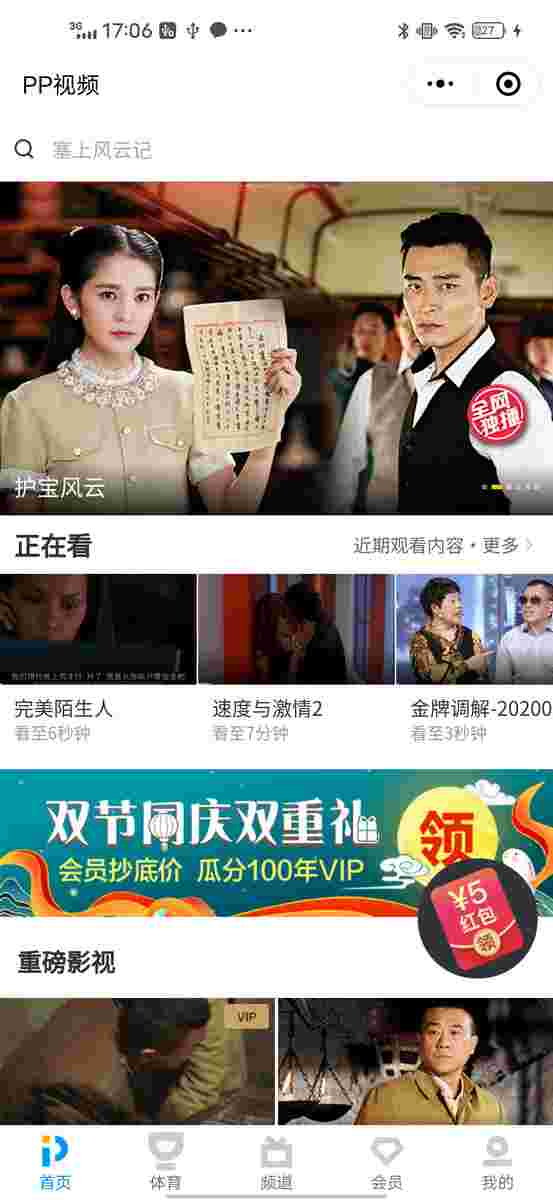 3G 17:06 27
PP视频
塞上风云记
全网
独播
护宝风云
正在看
近期观看内容·更多
完美陌生人
速度与激情2
金牌调解-20200
看至6秒钟
看至7分钟
看至3秒钟
双节同庆双重礼
领
会员抄底价 瓜分100年VIP
¥5
红包
领
重磅影视
VIP
首页
体育
频道
会员
我的